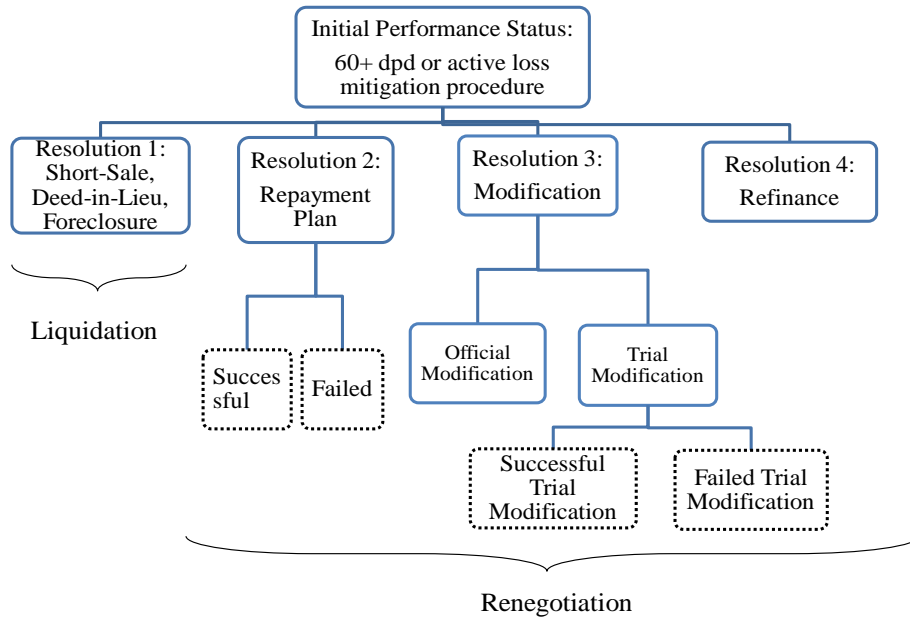 Initial Performance Status:
60+ dpd or active loss
mitigation procedure
Resolution 1:
Short-Sale,
Deed-in-Lieu,
Foreclosure
Resolution 2:
Repayment
Plan
Resolution 3:
Modification
Resolution 4:
Refinance
Liquidation
Succes
sful
Failed
Official
Modification
Trial
Modification
Successful
Trial
Modification
Failed Trial
Modification
Renegotiation